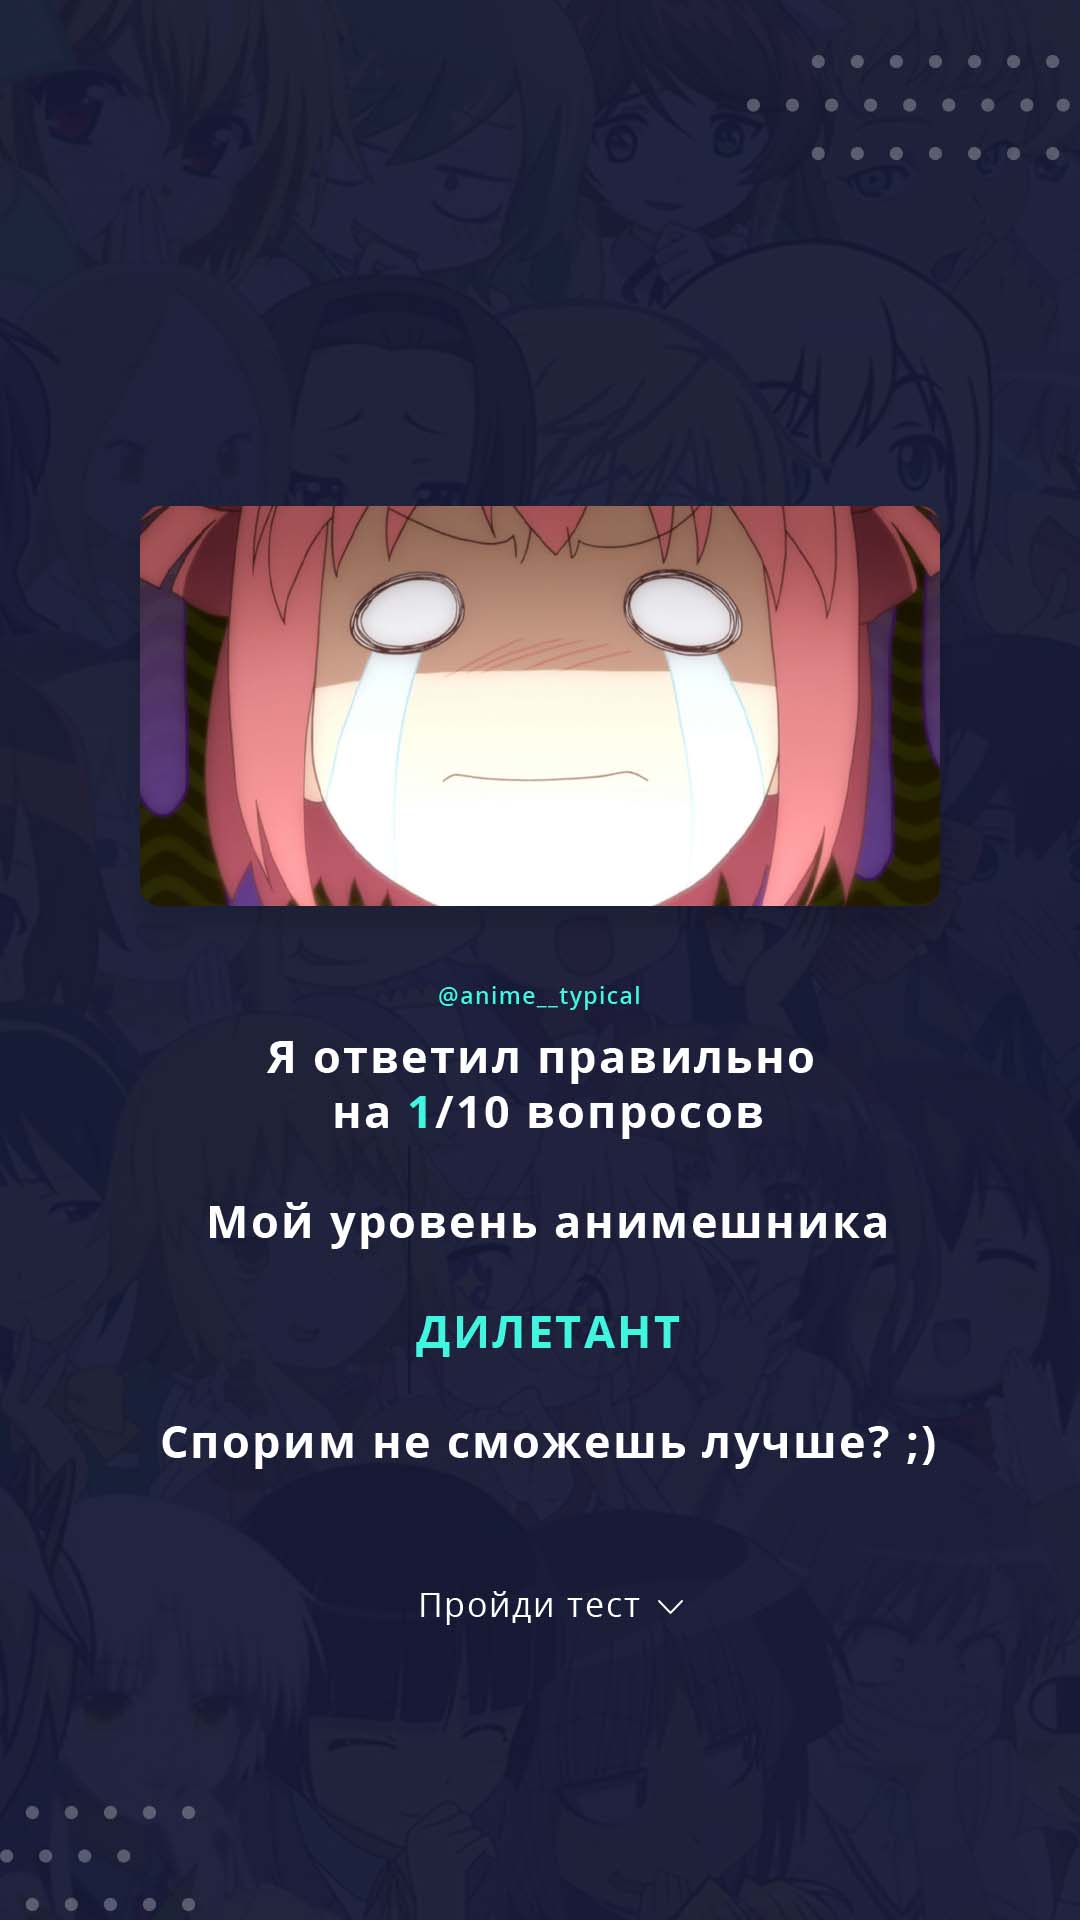 @anime__typical
Я ответил правильно
на 1/10 вопросов
Мой уровень анимешника
ДИЛЕТАНТ
Спорим не сможешь лучше? ;)
Пройди тест